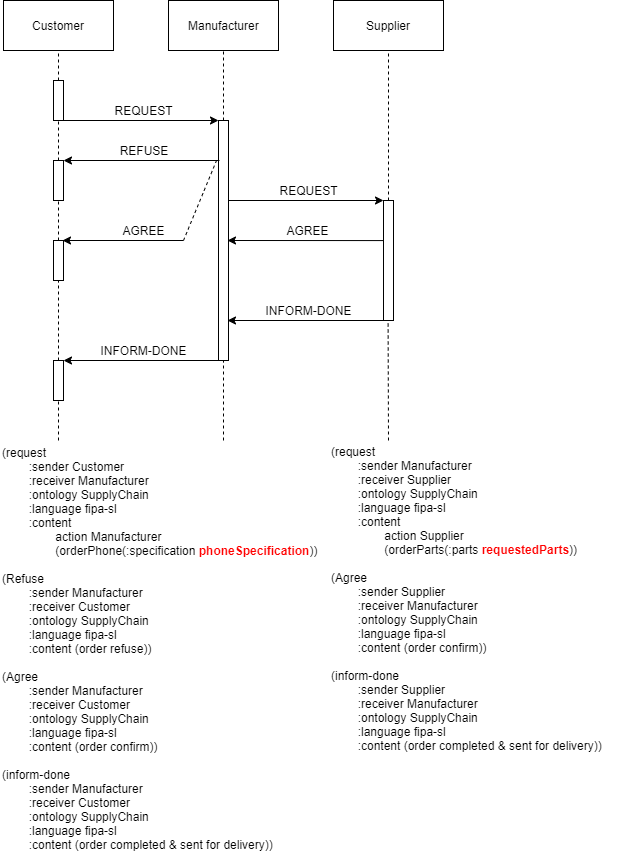 Customer
Manufacturer
Supplier
REQUEST
REFUSE
REQUEST
AGREE
AGREE
INFORM-DONE
INFORM-DONE
(request
:sender Customer
:receiver Manufacturer
:ontology SupplyChain
:language fipa-sl
:content
action Manufacturer
(orderPhone(:specification phoneSpecification))
(Refuse
:sender Manufacturer
:receiver Customer
:ontology SupplyChain
:language fipa-sl
:content (order refuse))
(Agree
:sender Manufacturer
:receiver Customer
:ontology SupplyChain
:language fipa-sl
:content (order confirm))
(inform-done
:sender Manufacturer
:receiver Customer
:ontology SupplyChain
:language fipa-sl
:content (order completed & sent for delivery))
(request
:sender Manufacturer
:receiver Supplier
:ontology SupplyChain
:language fipa-sl
:content
action Supplier
(orderParts(:parts requestedParts))
(Agree
:sender Supplier
:receiver Manufacturer
:ontology SupplyChain
:language fipa-sl
:content (order confirm))
(inform-done
:sender Supplier
:receiver Manufacturer
:ontology SupplyChain
:language fipa-sl
:content (order completed & sent for delivery))